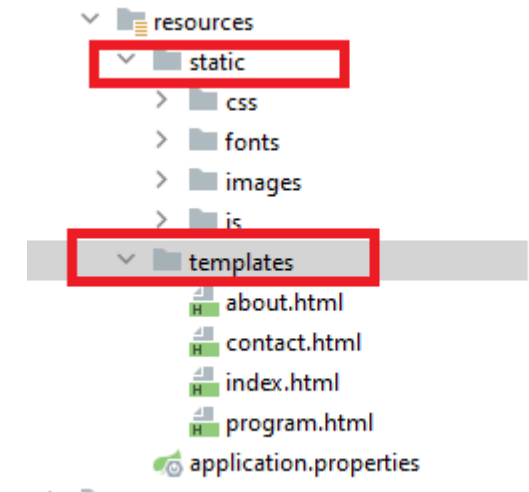 resources
static
css
fonts
images
js
templates
about.html
contact.html
index.html
program.html
application.properties